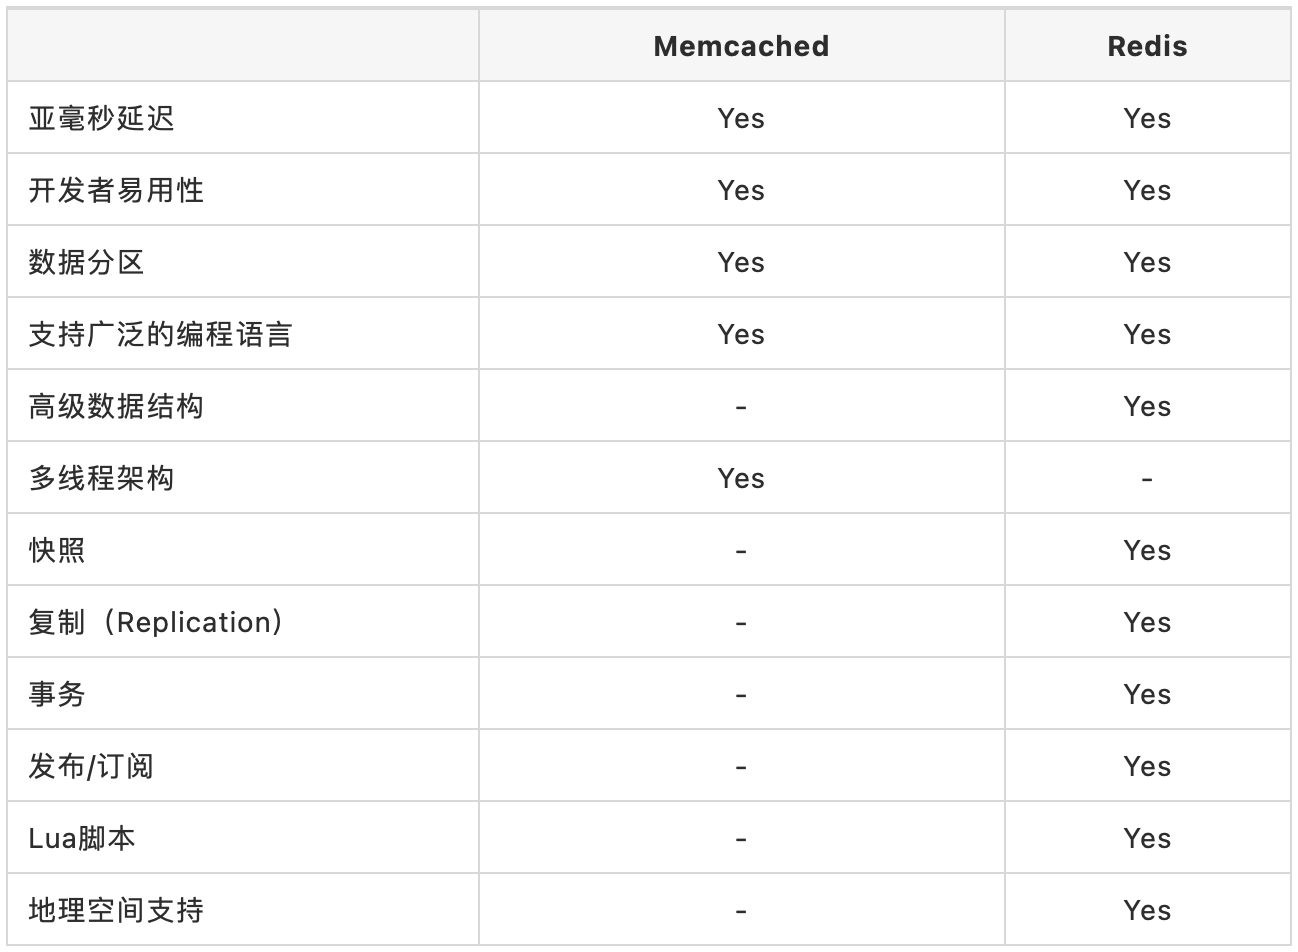 Memcached Redis
亚毫秒延迟 Yes Yes
开发者易用性 Yes Yes
数据分区 Yes Yes
支持广泛的编程语言 Yes Yes
高级数据结构 - Yes
多线程架构 Yes -
快照 - Yes
复制（Replication） - Yes
事务 - Yes
发布/订阅 - Yes
Lua脚本 - Yes
地理空间支持 - Yes